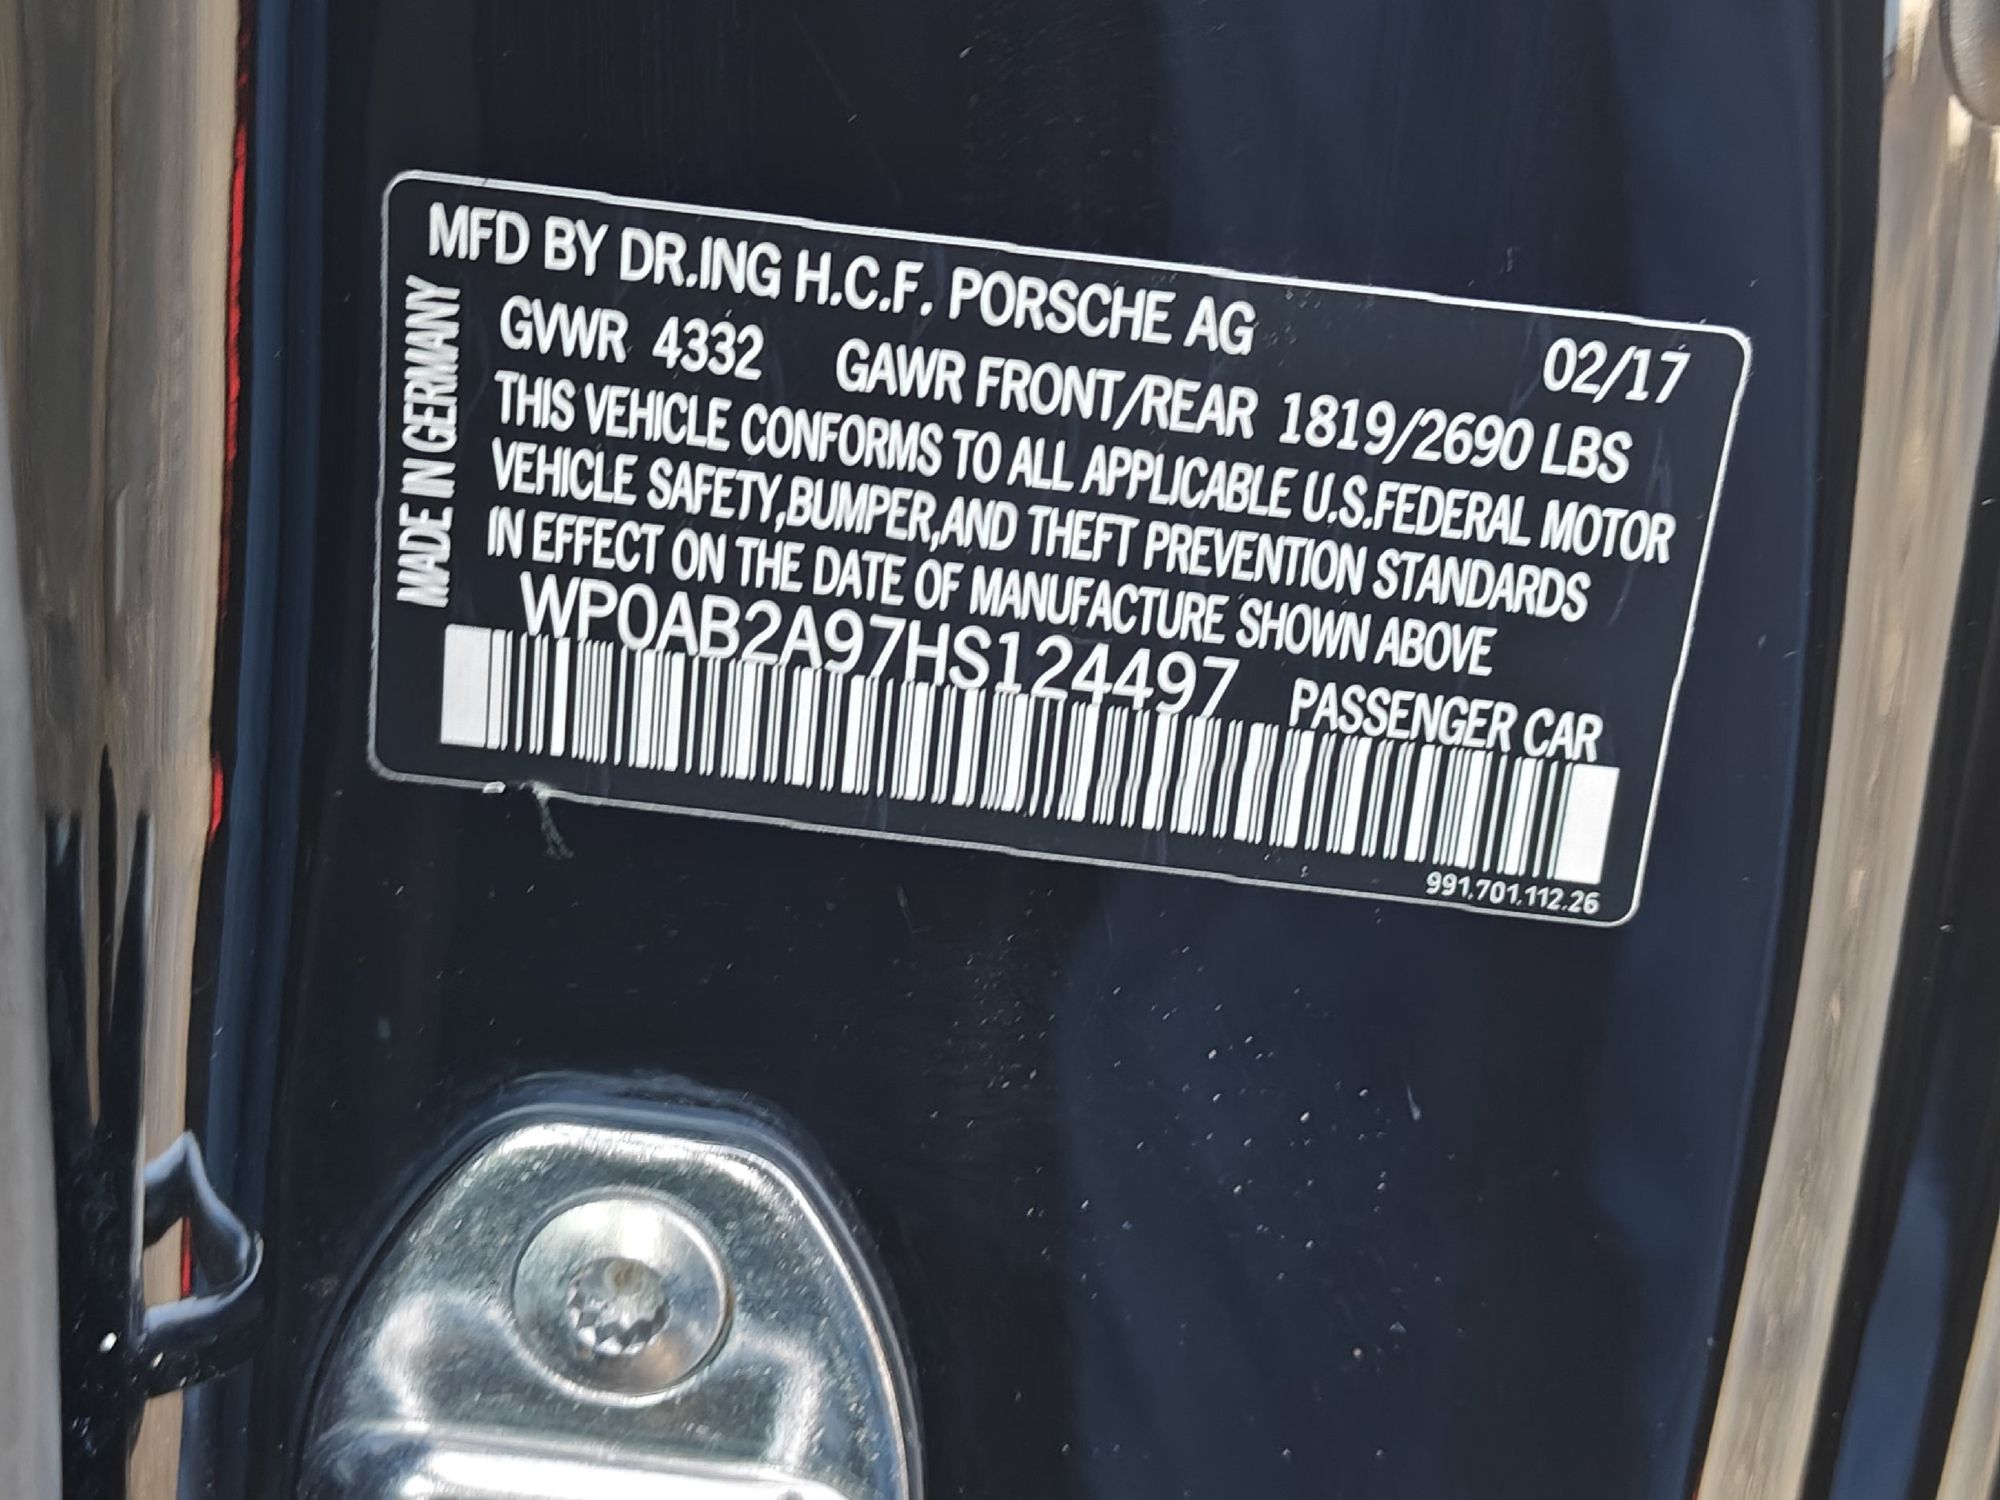 MFD BY DR.ING H.C.F. PORSCHE AG
02/17
MADE IN GERMANY
GVWR 4332 GAWR FRONT/REAR 1819/2690 LBS
THIS VEHICLE CONFORMS TO ALL APPLICABLE U.S.FEDERAL MOTOR
VEHICLE SAFETY,BUMPER,AND THEFT PREVENTION STANDARDS
IN EFFECT ON THE DATE OF MANUFACTURE SHOWN ABOVE
WP0AB2A97HS124497 PASSENGER CAR
991.701.112.26